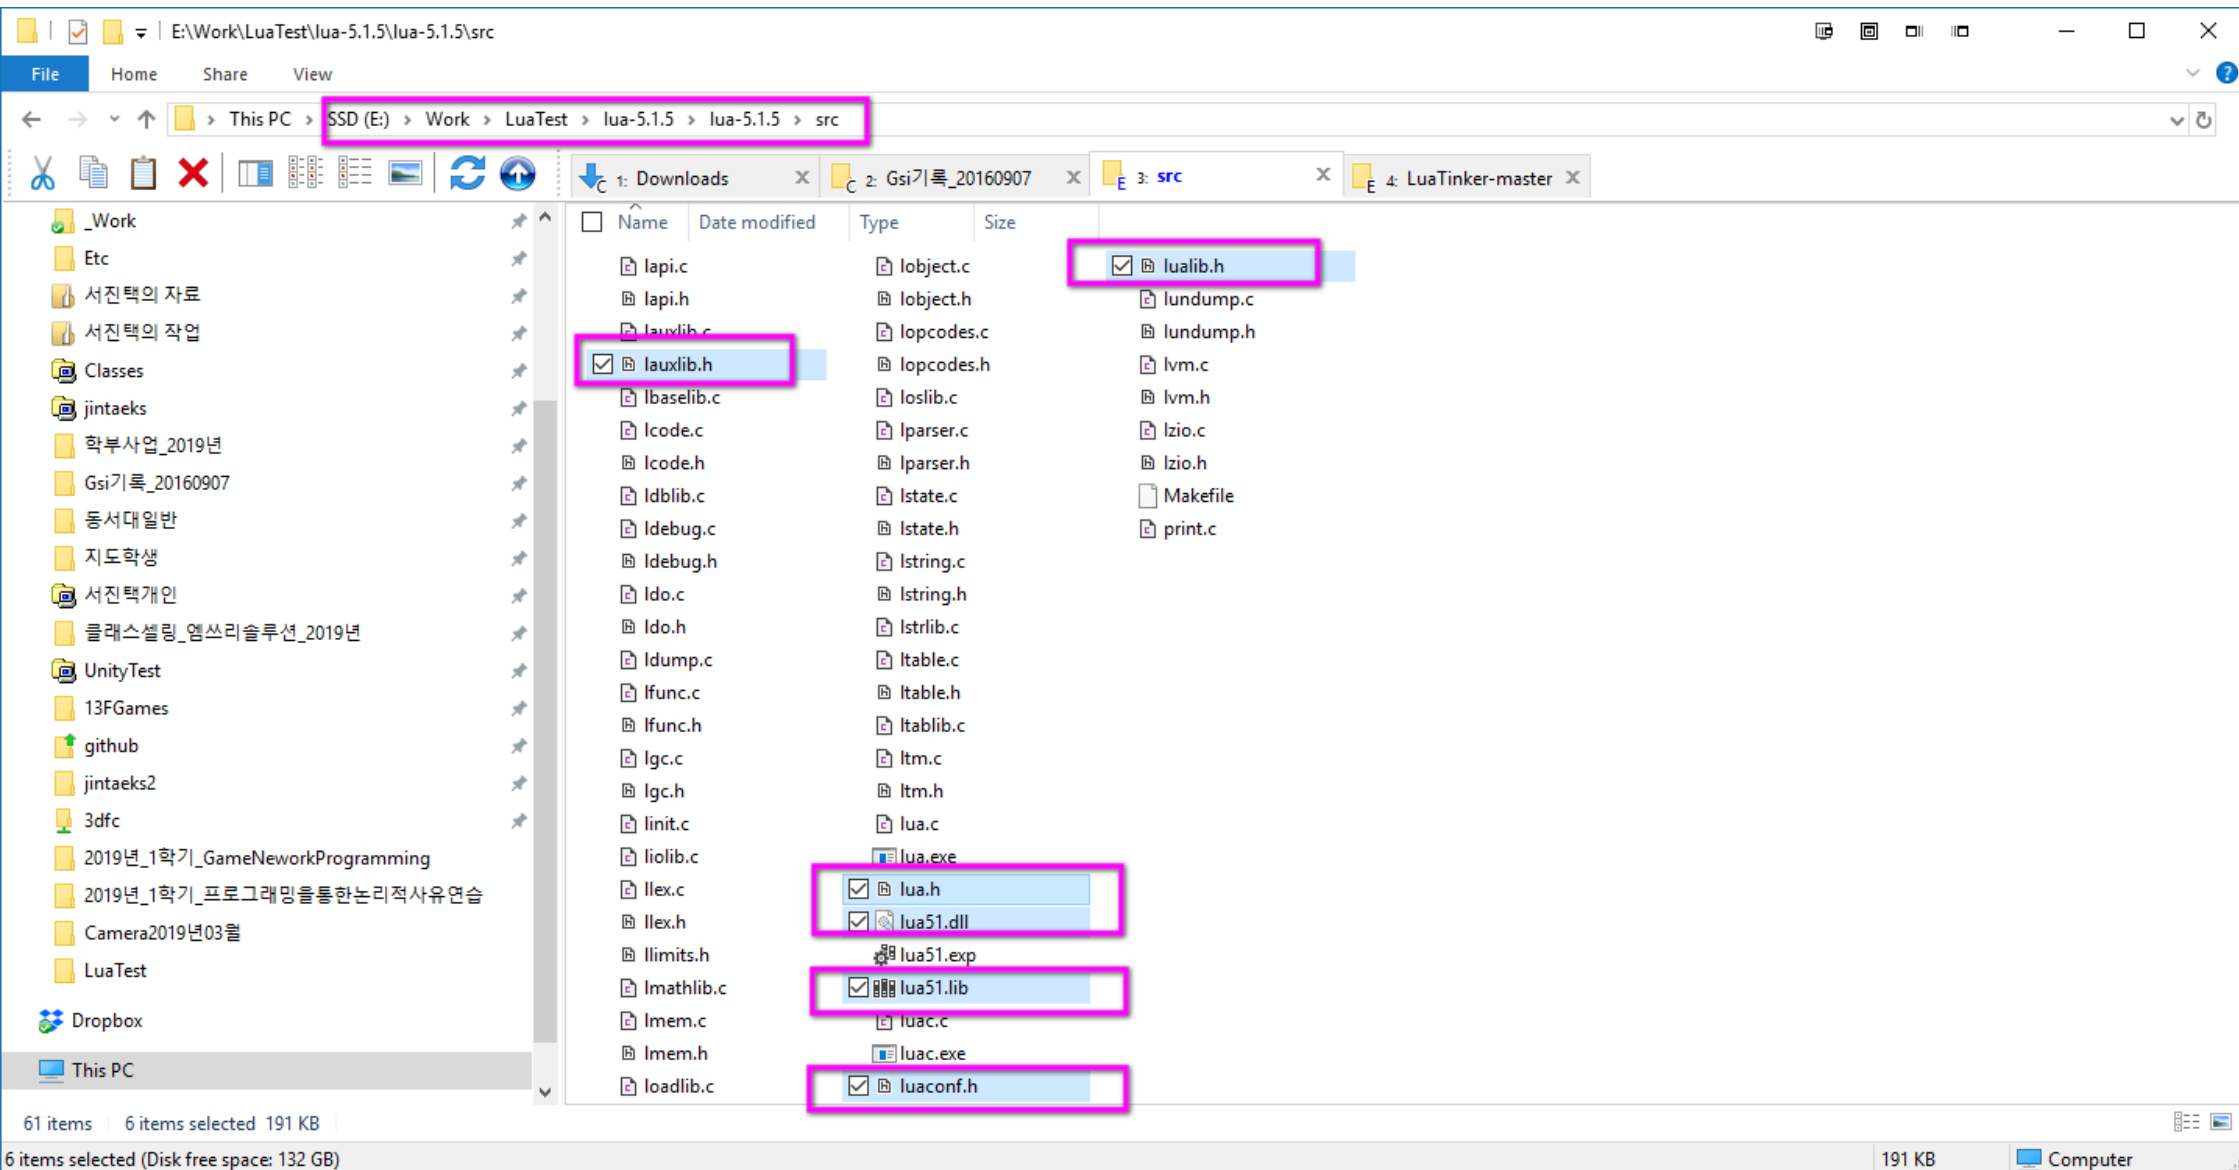 E:\Work\LuaTest\lua-5.1.5\lua-5.1.5\src
File Home Share View
This PC > SSD (E:) > Work > LuaTest > lua-5.1.5 > lua-5.1.5 > src
C 1: Downloads
C 2: Gsi기록_20160907
E 3: src
E 4: LuaTinker-master
_Work
Etc
서진택의 자료
서진택의 작업
Classes
jintaeks
학부사업_2019년
Gsi기록_20160907
동서대일반
지도학생
서진택개인
클래스셀링_엠쓰리솔루션_2019년
UnityTest
13FGames
github
jintaeks2
3dfc
2019년_1학기_GameNeworkProgramming
2019년_1학기_프로그래밍을통한논리적사유연습
Camera2019년03월
LuaTest
Dropbox
This PC
Name Date modified Type Size
lapi.c
lapi.h
lauxlib.c
lauxlib.h
lbaselib.c
lcode.c
lcode.h
ldblib.c
ldebug.c
ldebug.h
ldo.c
ldo.h
ldump.c
lfunc.c
lfunc.h
lgc.c
lgc.h
linit.c
liolib.c
llex.c
llex.h
llimits.h
lmathlib.c
lmem.c
lmem.h
loadlib.c
lobject.c
lobject.h
lopcodes.c
lopcodes.h
loslib.c
lparser.c
lparser.h
lstate.c
lstate.h
lstring.c
lstring.h
lstrlib.c
ltable.c
ltable.h
ltablib.c
ltm.c
ltm.h
lua.c
lua.exe
lua.h
lua51.dll
lua51.exp
lua51.lib
luac.c
luac.exe
luaconf.h
lualib.h
lundump.c
lundump.h
lvm.c
lvm.h
lzio.c
lzio.h
Makefile
print.c
61 items 6 items selected 191 KB
6 items selected (Disk free space: 132 GB) 191 KB Computer